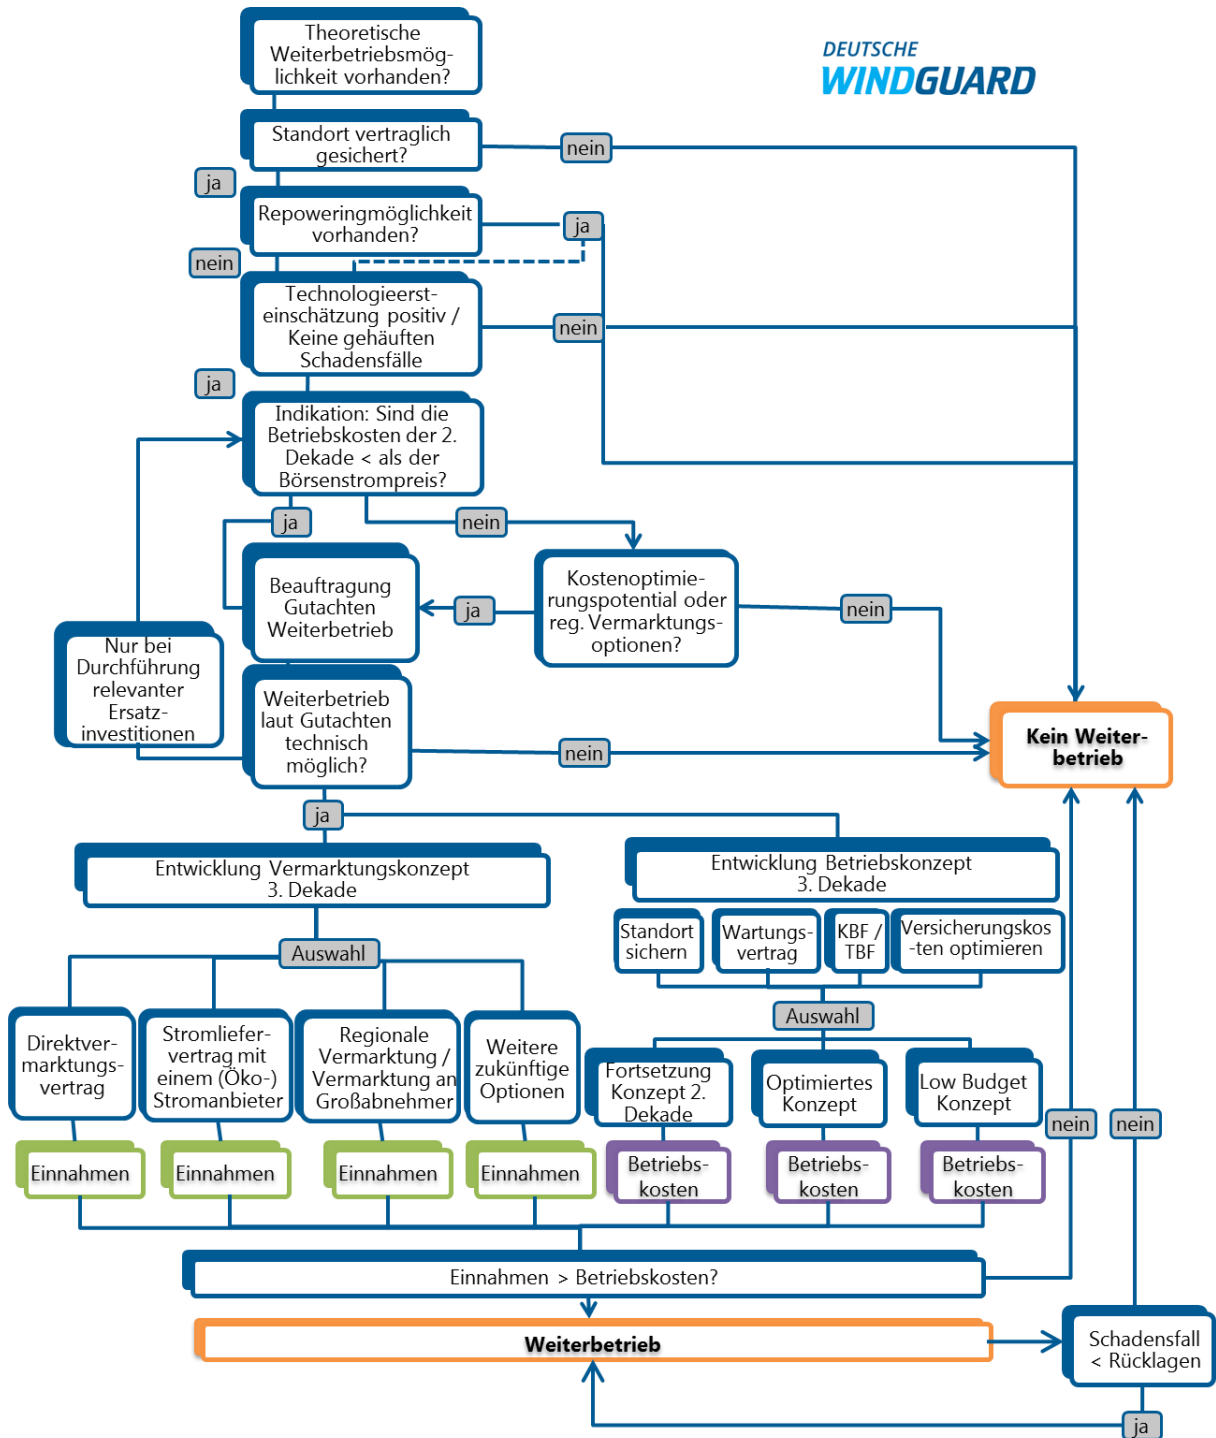 Theoretische
Weiterbetriebsmög-
lichkeit vorhanden?
DEUTSCHE
WINDGUARD
Standort vertraglich
gesichert?
nein
ja
Repoweringmöglichkeit
vorhanden?
ja
nein
Technologieerst-
einschätzung positiv /
Keine gehäuften
Schadensfälle
nein
ja
Indikation: Sind die
Betriebskosten der 2.
Dekade < als der
Börsenstrompreis?
ja
nein
Beauftragung
Gutachten
Weiterbetrieb
ja
Kostenoptimie-
rungspotential oder
reg. Vermarktungs-
optionen?
nein
Nur bei
Durchführung
relevanter
Ersatz-
investitionen
Weiterbetrieb
laut Gutachten
technisch
möglich?
nein
Kein Weiter-
betrieb
ja
Entwicklung Vermarktungskonzept
3. Dekade
Entwicklung Betriebskonzept
3. Dekade
Standort
sichern
Wartungs-
vertrag
KBF /
TBF
Versicherungskos
-ten optimieren
Auswahl
Auswahl
Direktver-
marktungs-
vertrag
Stromliefer-
vertrag mit
einem (Öko-)
Stromanbieter
Regionale
Vermarktung /
Vermarktung an
Großabnehmer
Weitere
zukünftige
Optionen
Fortsetzung
Konzept 2.
Dekade
Optimiertes
Konzept
Low Budget
Konzept
nein
nein
Einnahmen
Einnahmen
Einnahmen
Einnahmen
Betriebs-
kosten
Betriebs-
kosten
Betriebs-
kosten
Einnahmen > Betriebskosten?
Weiterbetrieb
Schadensfall
< Rücklagen
ja